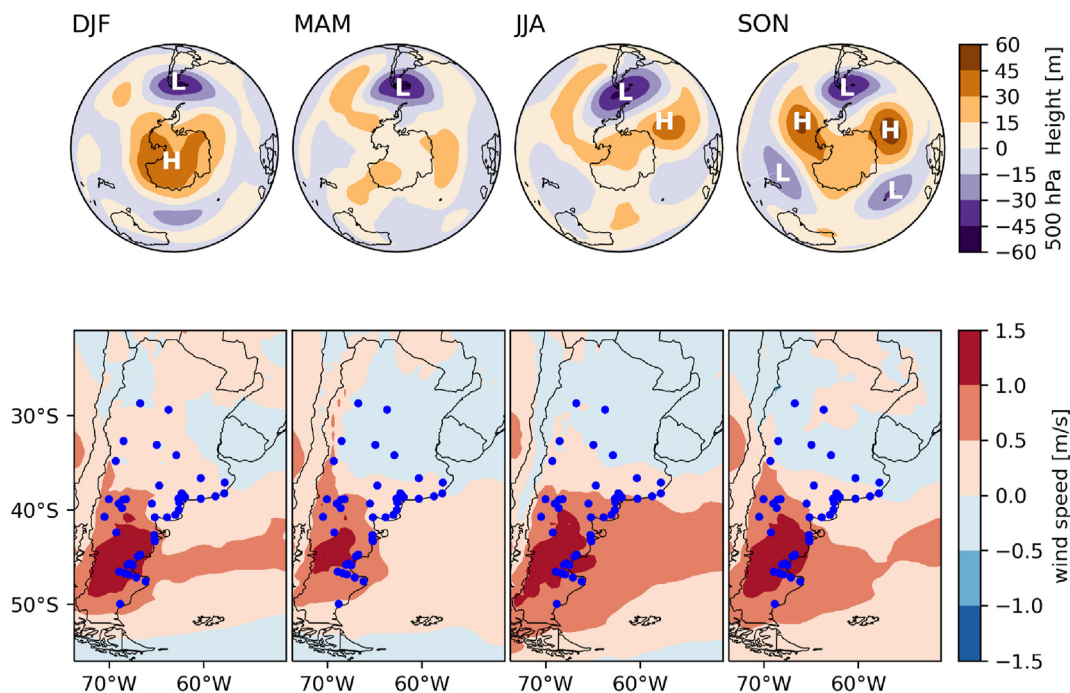 DJF MAM JJA SON
L L L L
H H H H
H L L
60
45
30
15
0
−15
−30
−45
−60
500 hPa Height [m]
30°S
40°S
50°S
70°W 60°W 70°W 60°W 70°W 60°W 70°W 60°W
1.5
1.0
0.5
0.0
−0.5
−1.0
−1.5
wind speed [m/s]